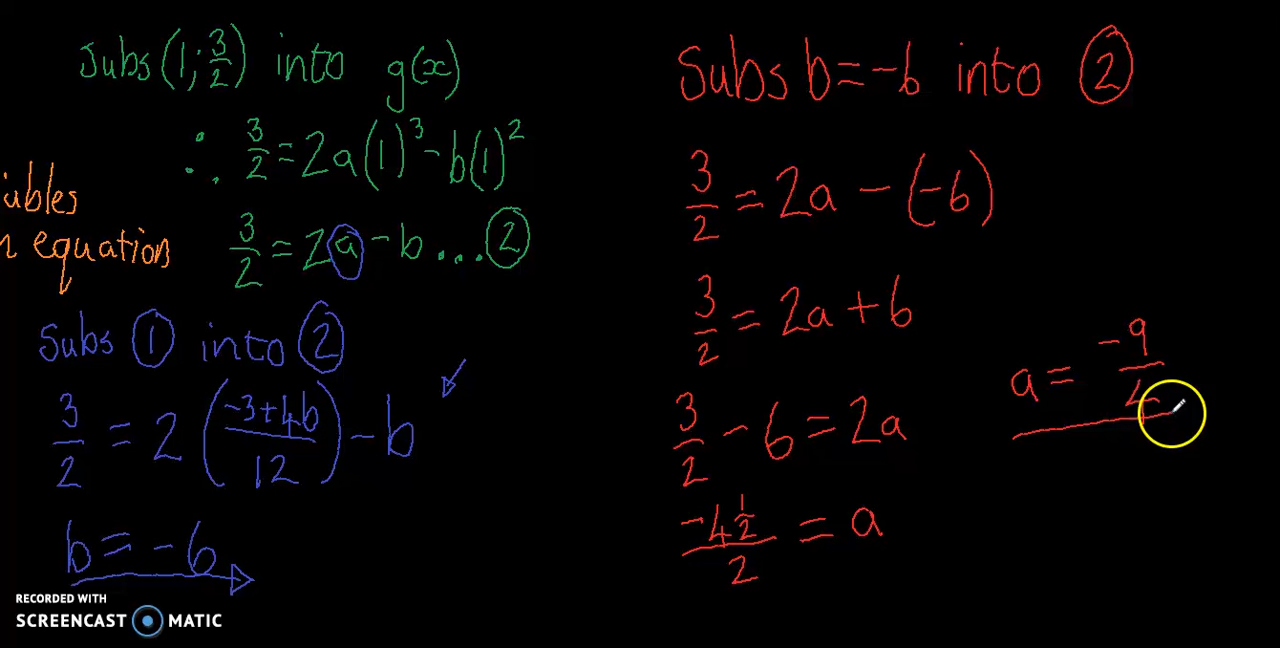 Subs (1; 3/2) into g(x)
∴ 3/2 = 2a(1)^3 - b(1)^2
iables
n equation
3/2 = 2a - b ... ②
Subs ① into ②
3/2 = 2((-3+4b)/12) - b
b = -6
RECORDED WITH
SCREENCAST MATIC
Subs b = -6 into ②
3/2 = 2a - (-6)
3/2 = 2a + 6
3/2 - 6 = 2a
(-4 1/2)/2 = a
a = -9/4